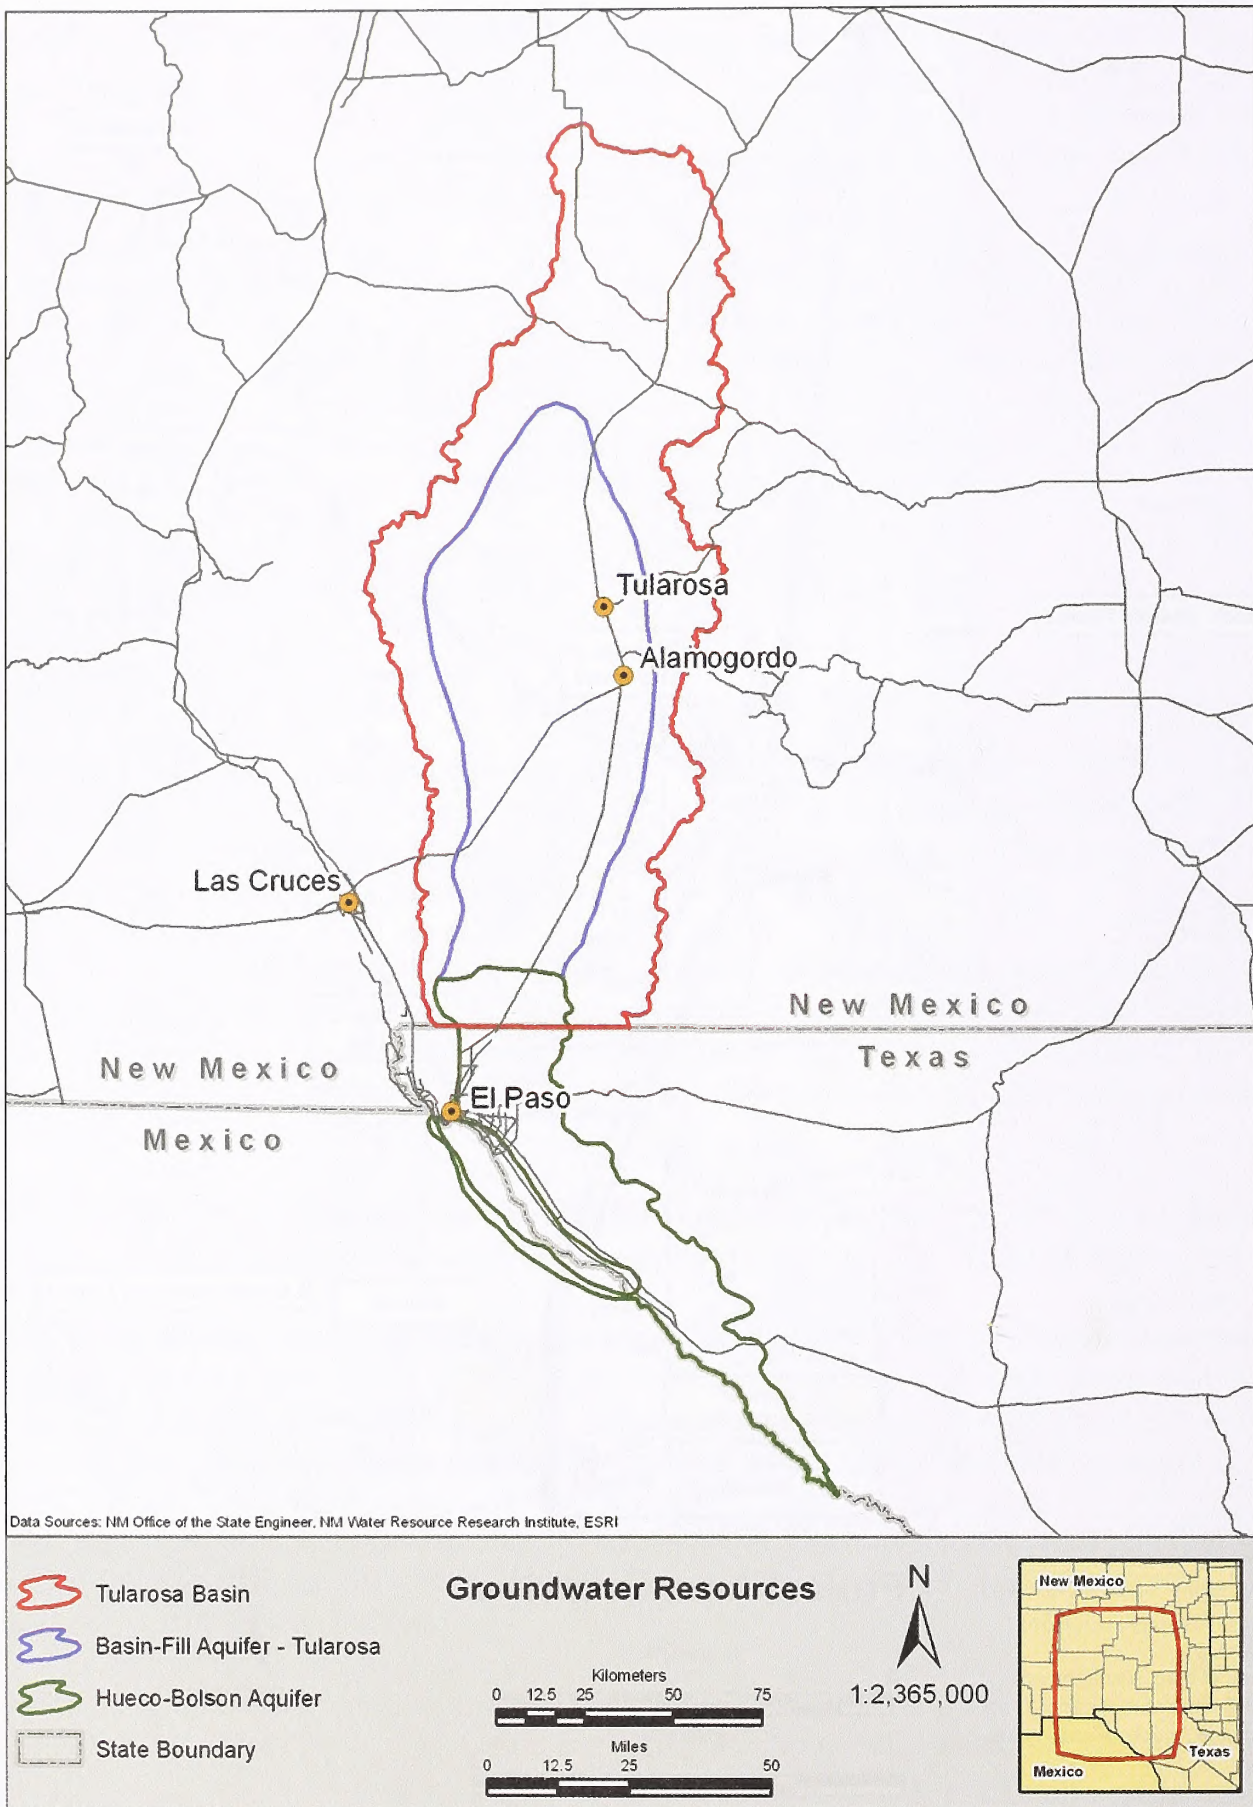 Tularosa
Alamogordo
Las Cruces
New Mexico
Texas
New Mexico
El Paso
Mexico
Data Sources: NM Office of the State Engineer, NM Water Resource Research Institute, ESRI
Tularosa Basin
Basin-Fill Aquifer - Tularosa
Hueco-Bolson Aquifer
State Boundary
Groundwater Resources
Kilometers
0 12.5 25 50 75
Miles
0 12.5 25 50
N
1:2,365,000
New Mexico
Texas
Mexico